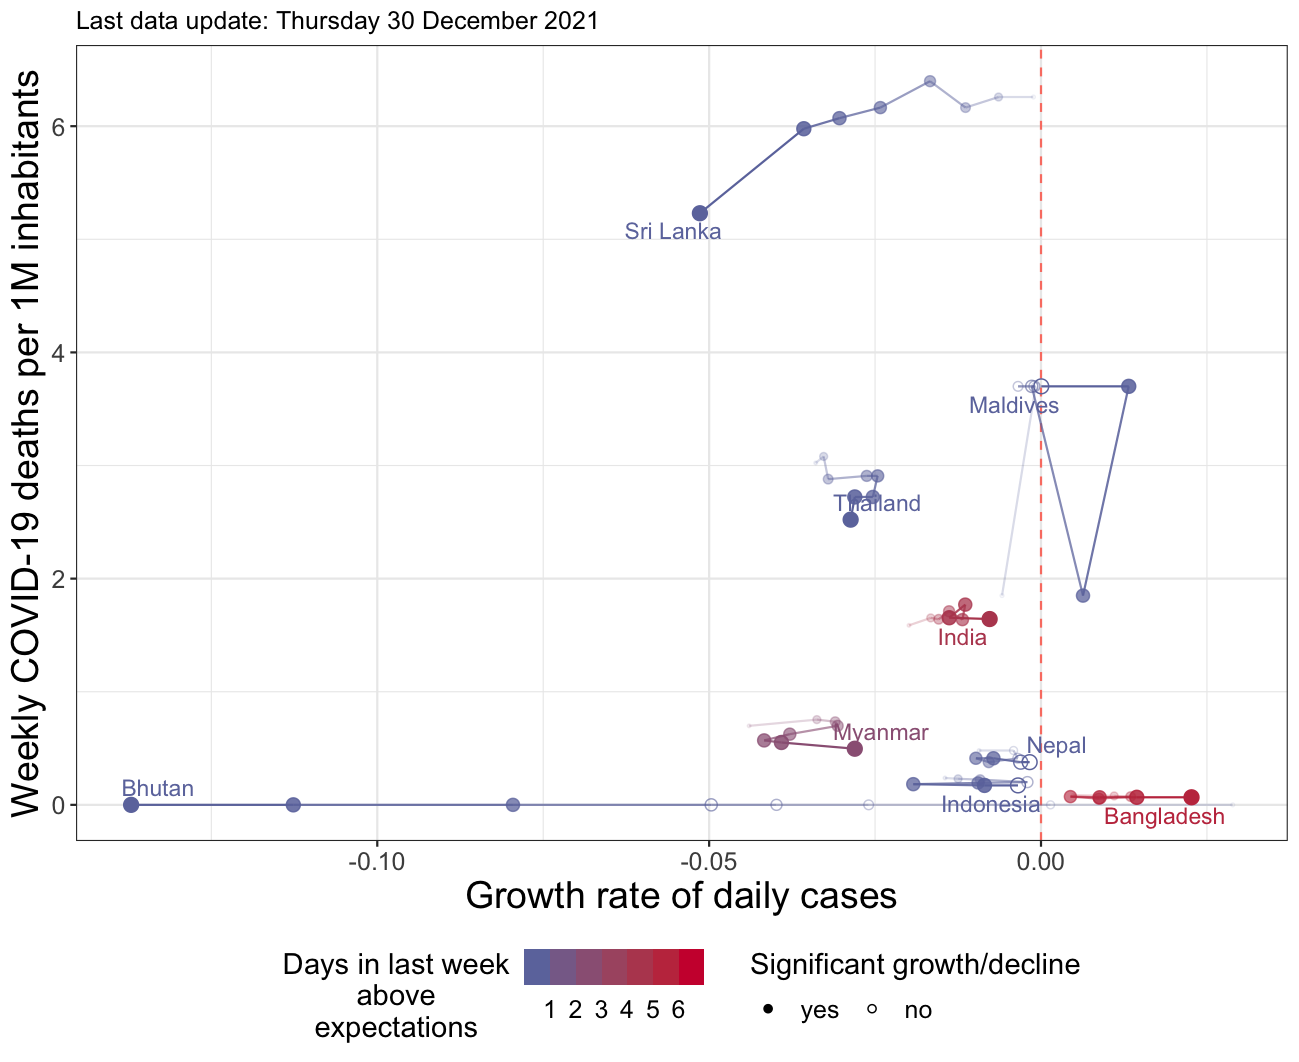 Last data update: Thursday 30 December 2021
Weekly COVID-19 deaths per 1M inhabitants
6
4
2
0
Sri Lanka
Maldives
Thailand
India
Myanmar
Nepal
Bhutan
Indonesia
Bangladesh
-0.10
-0.05
0.00
Growth rate of daily cases
Days in last week
above
expectations
1 2 3 4 5 6
Significant growth/decline
yes
no